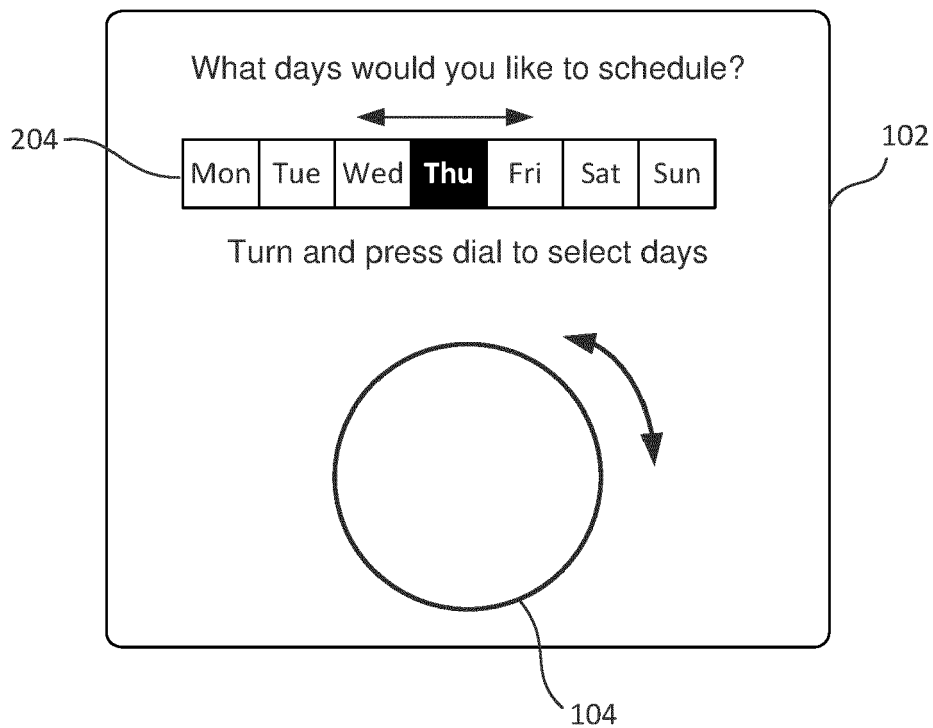 What days would you like to schedule?
204
102
Mon Tue Wed Thu Fri Sat Sun
Turn and press dial to select days
104